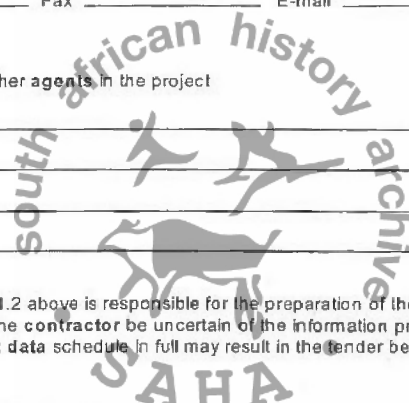 Fax E-mail
south african history archive
her agents in the project
1.2 above is responsible for the preparation of the
ne contractor be uncertain of the information pr
data schedule in full may result in the tender be
SAHA